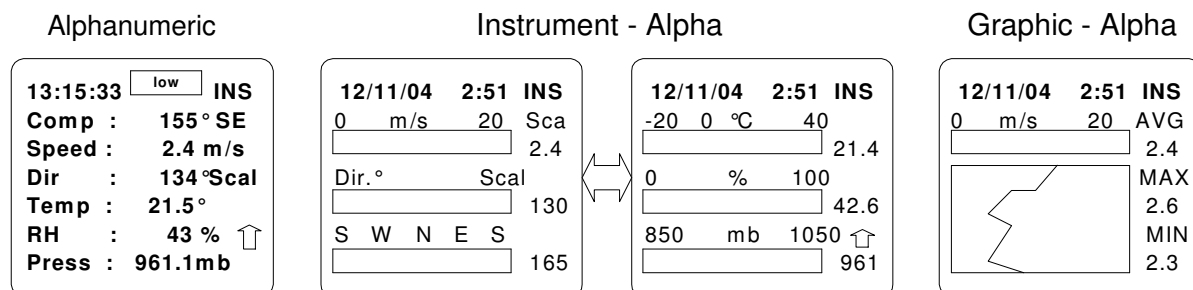 Alphanumeric
13:15:33 low INS
Comp : 155° SE
Speed : 2.4 m/s
Dir : 134°Scal
Temp : 21.5°
RH : 43 %
Press : 961.1mb
Instrument - Alpha
12/11/04 2:51 INS
0 m/s 20 Sca
2.4
Dir.° Scal
130
S W N E S
165
12/11/04 2:51 INS
-20 0 °C 40
21.4
0 % 100
42.6
850 mb 1050
961
Graphic - Alpha
12/11/04 2:51 INS
0 m/s 20 AVG
2.4
MAX
2.6
MIN
2.3